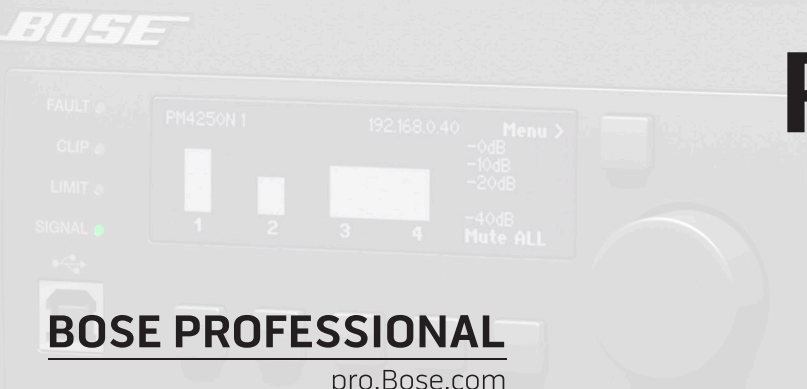 BOSE
FAULT
PM4250N 1 192.168.0.40 Menu >
-0dB
CLIP
-10dB
-20dB
LIMIT
-40dB
SIGNAL
1 2 3 4 Mute ALL
BOSE PROFESSIONAL
pro.Bose.com